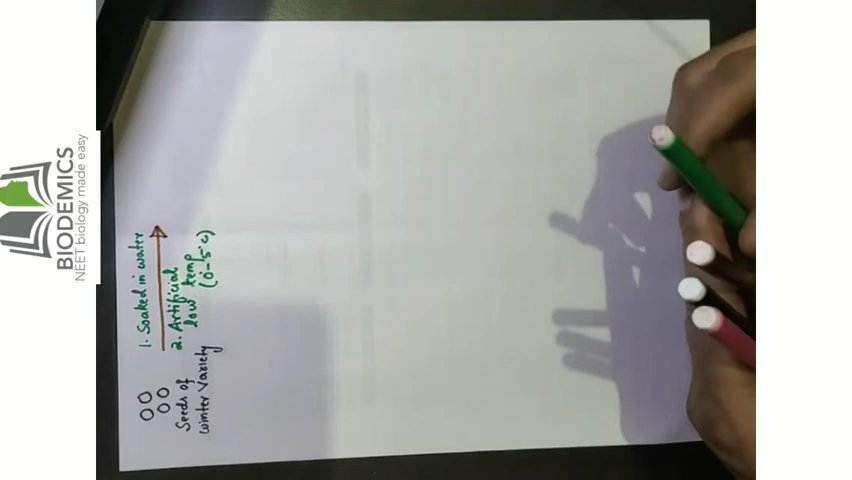 BIODEMICS
NEET biology made easy
1. Soaked in water
2. Artificial
low temp
(0-5°C)
Seeds of
winter Variety